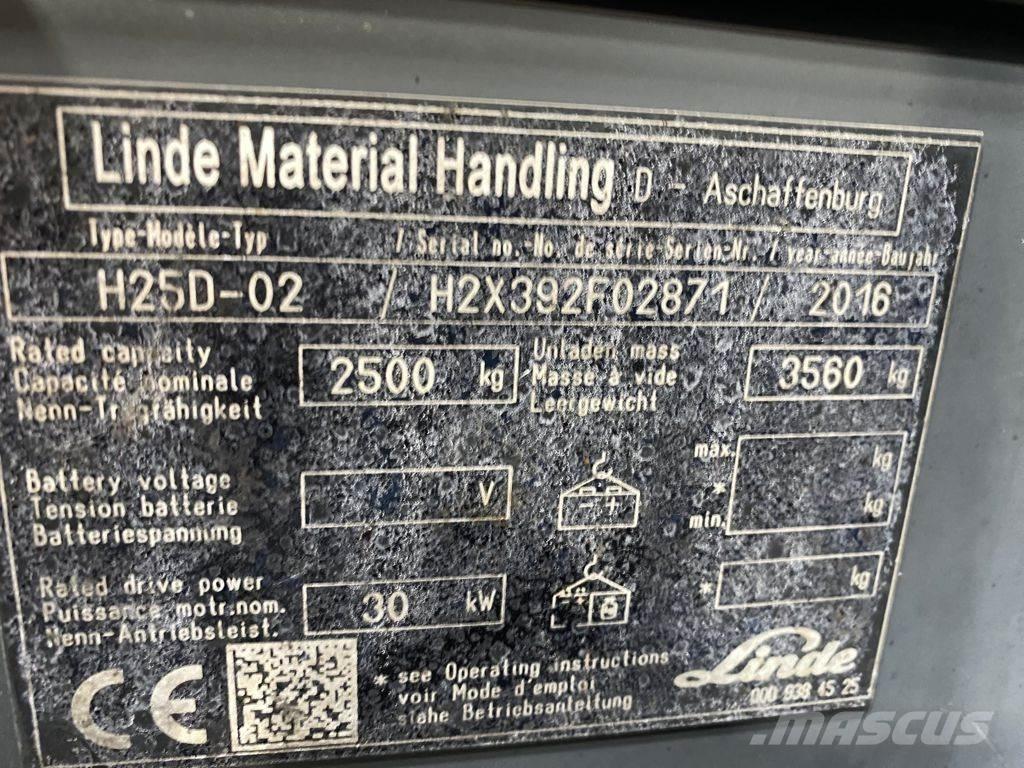 Linde Material Handling D - Aschaffenburg
Type-Modèle-Typ / Serial no.-No. de série-Serien-Nr. / year-année-Baujahr
H25D-02 / H2X392F02871 / 2016
Rated capacity
Capacité nominale
Nenn-Tragfähigkeit
2500 kg
Unladen mass
Masse à vide
Leergewicht
3560 kg
Battery voltage
Tension batterie
Batteriespannung
V
- +
max. kg
*
min. kg
Rated drive power
Puissance motr.nom.
Nenn-Antriebsleist.
30 kW
- +
* kg
CE
* see Operating instructions
voir Mode d'emploi
siehe Betriebsanleitung
Linde
000 938 45 25
MASCUS